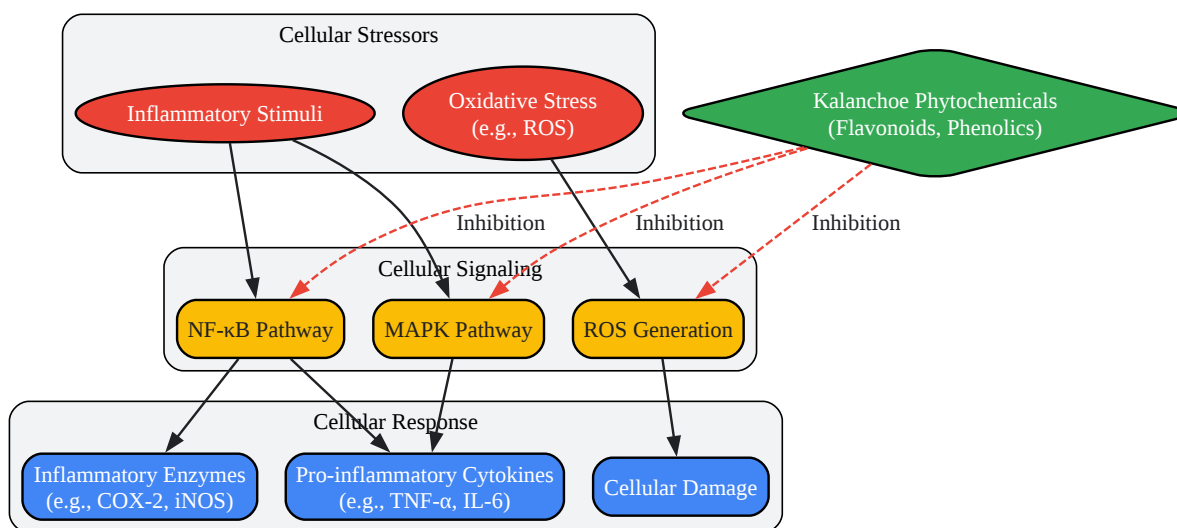 Cellular Stressors
Inflammatory Stimuli
Oxidative Stress
(e.g., ROS)
Kalanchoe Phytochemicals
(Flavonoids, Phenolics)
Inhibition
Inhibition
Inhibition
Cellular Signaling
NF-κB Pathway
MAPK Pathway
ROS Generation
Cellular Response
Inflammatory Enzymes
(e.g., COX-2, iNOS)
Pro-inflammatory Cytokines
(e.g., TNF-α, IL-6)
Cellular Damage